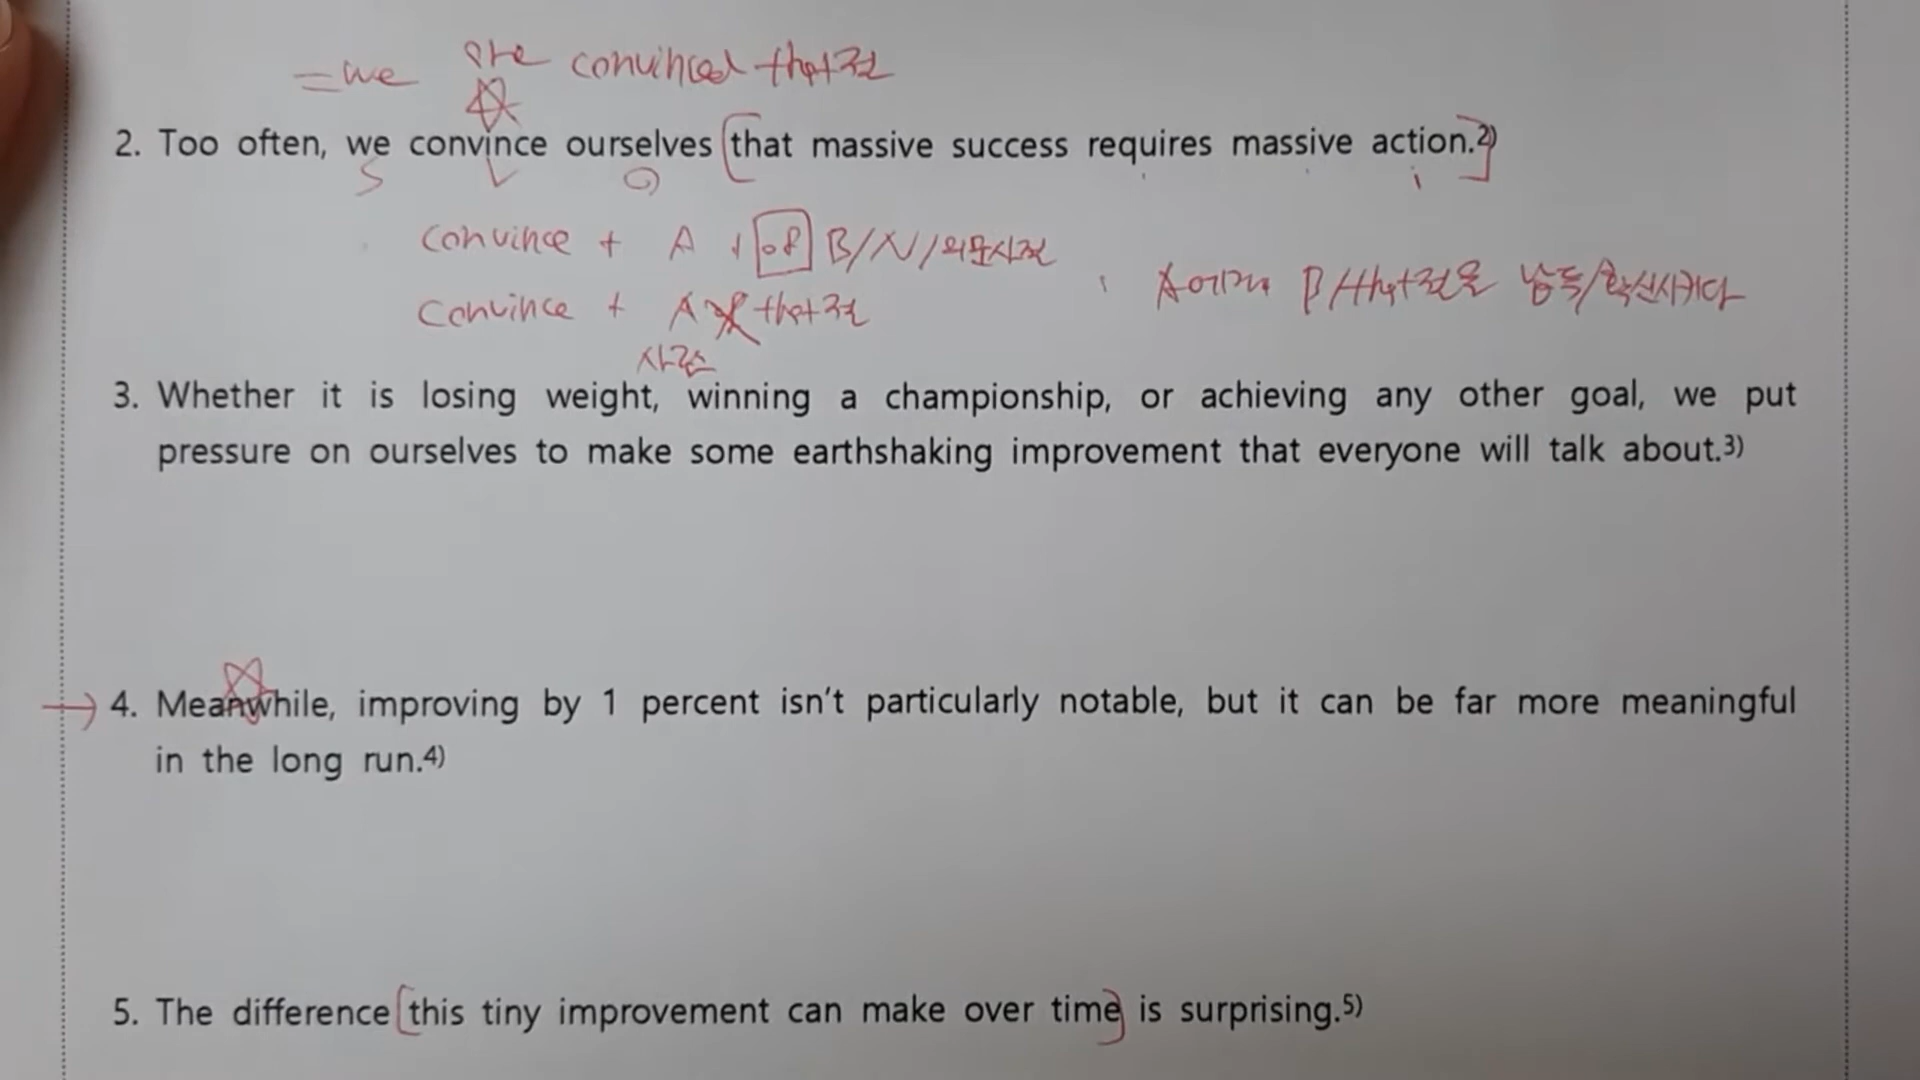 = we are convinced that절
2. Too often, we convince ourselves [that massive success requires massive action.2)]
S V O
convince + A + of B/N/의문사절
convince + A that절
A에게 B/that절을 납득/확신시키다
사람
3. Whether it is losing weight, winning a championship, or achieving any other goal, we put
pressure on ourselves to make some earthshaking improvement that everyone will talk about.3)
→ 4. Meanwhile, improving by 1 percent isn't particularly notable, but it can be far more meaningful
in the long run.4)
5. The difference [this tiny improvement can make over time] is surprising.5)